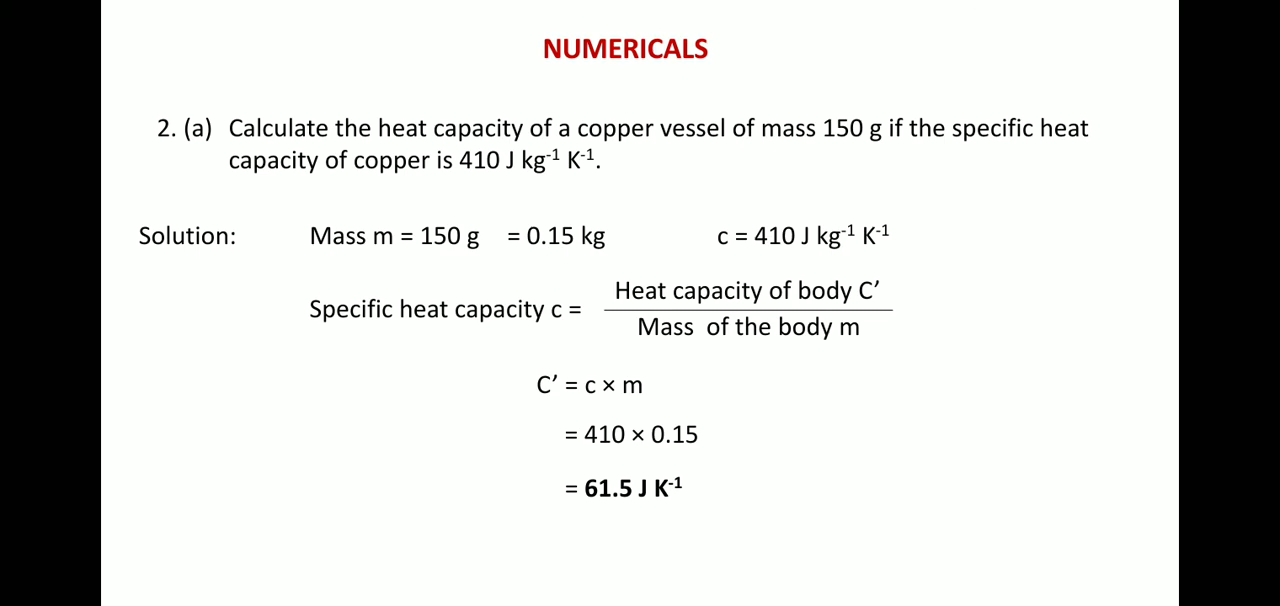 NUMERICALS
2. (a) Calculate the heat capacity of a copper vessel of mass 150 g if the specific heat
capacity of copper is 410 J kg⁻¹ K⁻¹.
Solution: Mass m = 150 g = 0.15 kg c = 410 J kg⁻¹ K⁻¹
Heat capacity of body C’
Specific heat capacity c =
Mass of the body m
C’ = c × m
= 410 × 0.15
= 61.5 J K⁻¹